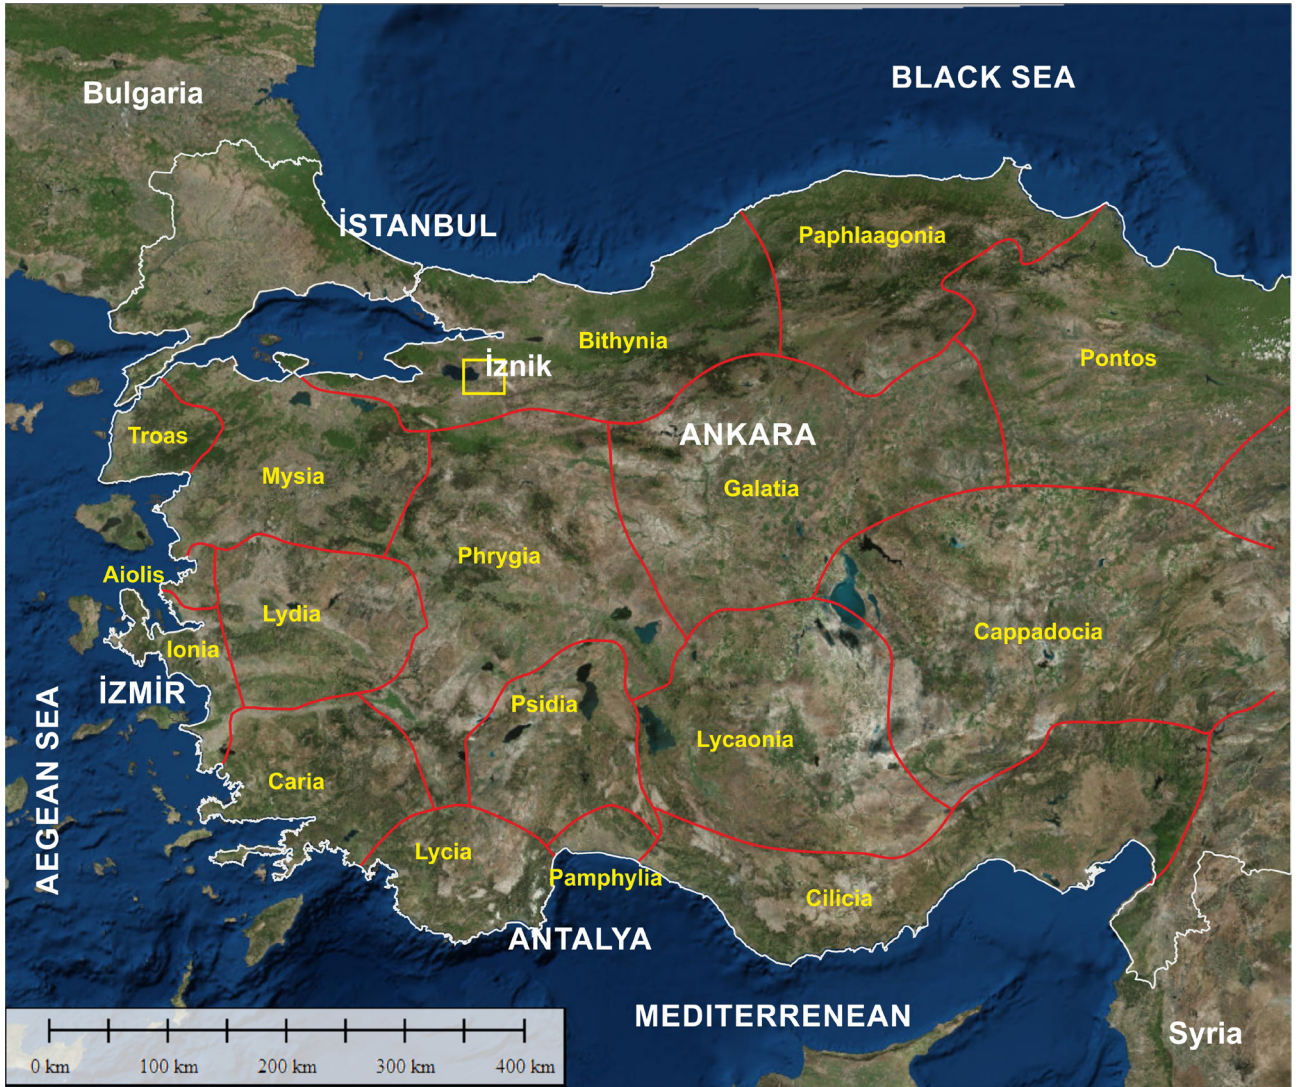 BLACK SEA
Bulgaria
İSTANBUL
Paphlaagonia
Bithynia
Pontos
İznik
Troas
ANKARA
Mysia
Galatia
Phrygia
Aiolis
Lydia
Cappadocia
Ionia
İZMİR
Psidia
AEGEAN SEA
Lycaonia
Caria
Lycia
Pamphylia
Cilicia
ANTALYA
MEDITERRENEAN
Syria
0 km 100 km 200 km 300 km 400 km